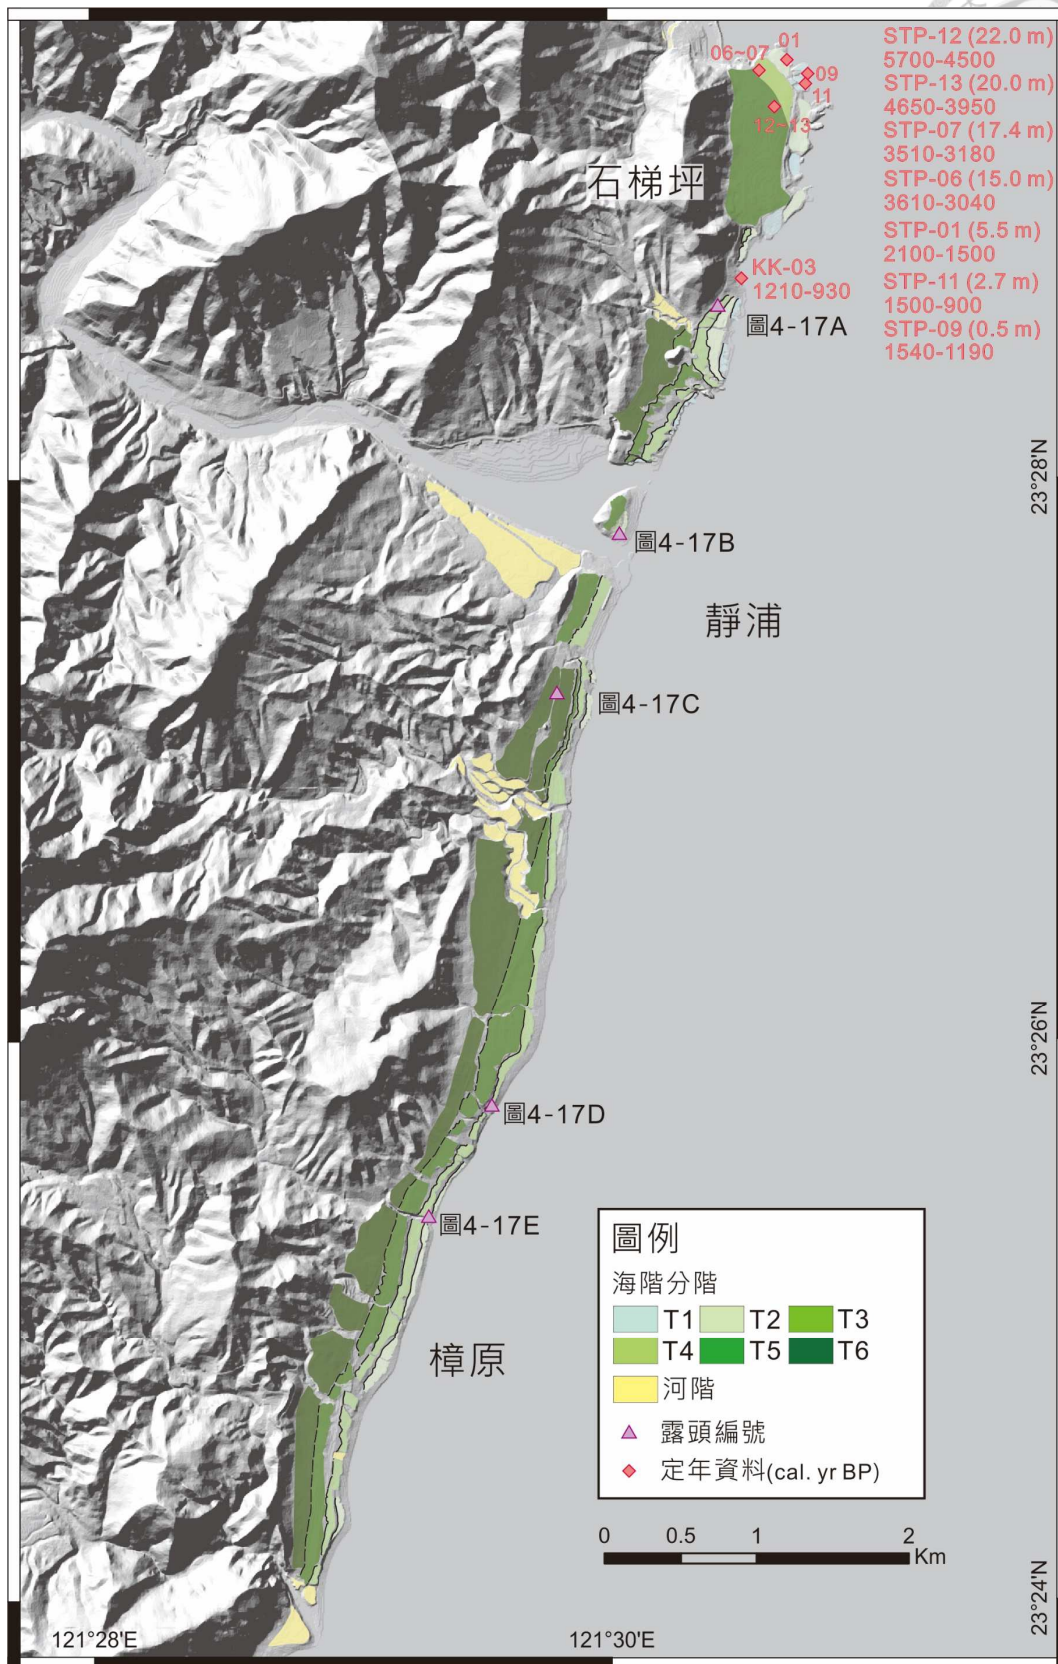 STP-12 (22.0 m)
5700-4500
STP-13 (20.0 m)
4650-3950
STP-07 (17.4 m)
3510-3180
STP-06 (15.0 m)
3610-3040
STP-01 (5.5 m)
2100-1500
STP-11 (2.7 m)
1500-900
STP-09 (0.5 m)
1540-1190
01
06~07
09
11
12~13
石梯坪
KK-03
1210-930
圖4-17A
23°28'N
圖4-17B
靜浦
圖4-17C
23°26'N
圖4-17D
圖4-17E
樟原
圖例
海階分階
T1 T2 T3
T4 T5 T6
河階
露頭編號
定年資料(cal. yr BP)
0 0.5 1 2
Km
23°24'N
121°28'E 121°30'E